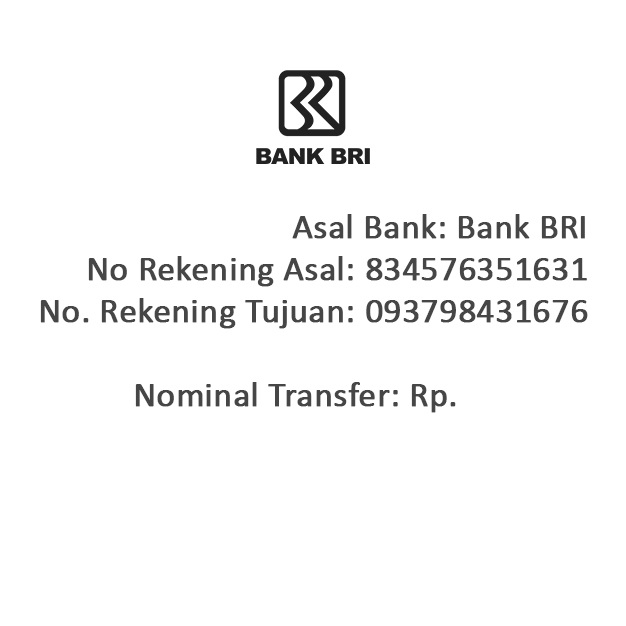 BANK BRI
Asal Bank: Bank BRI
No Rekening Asal: 834576351631
No. Rekening Tujuan: 093798431676
Nominal Transfer: Rp.